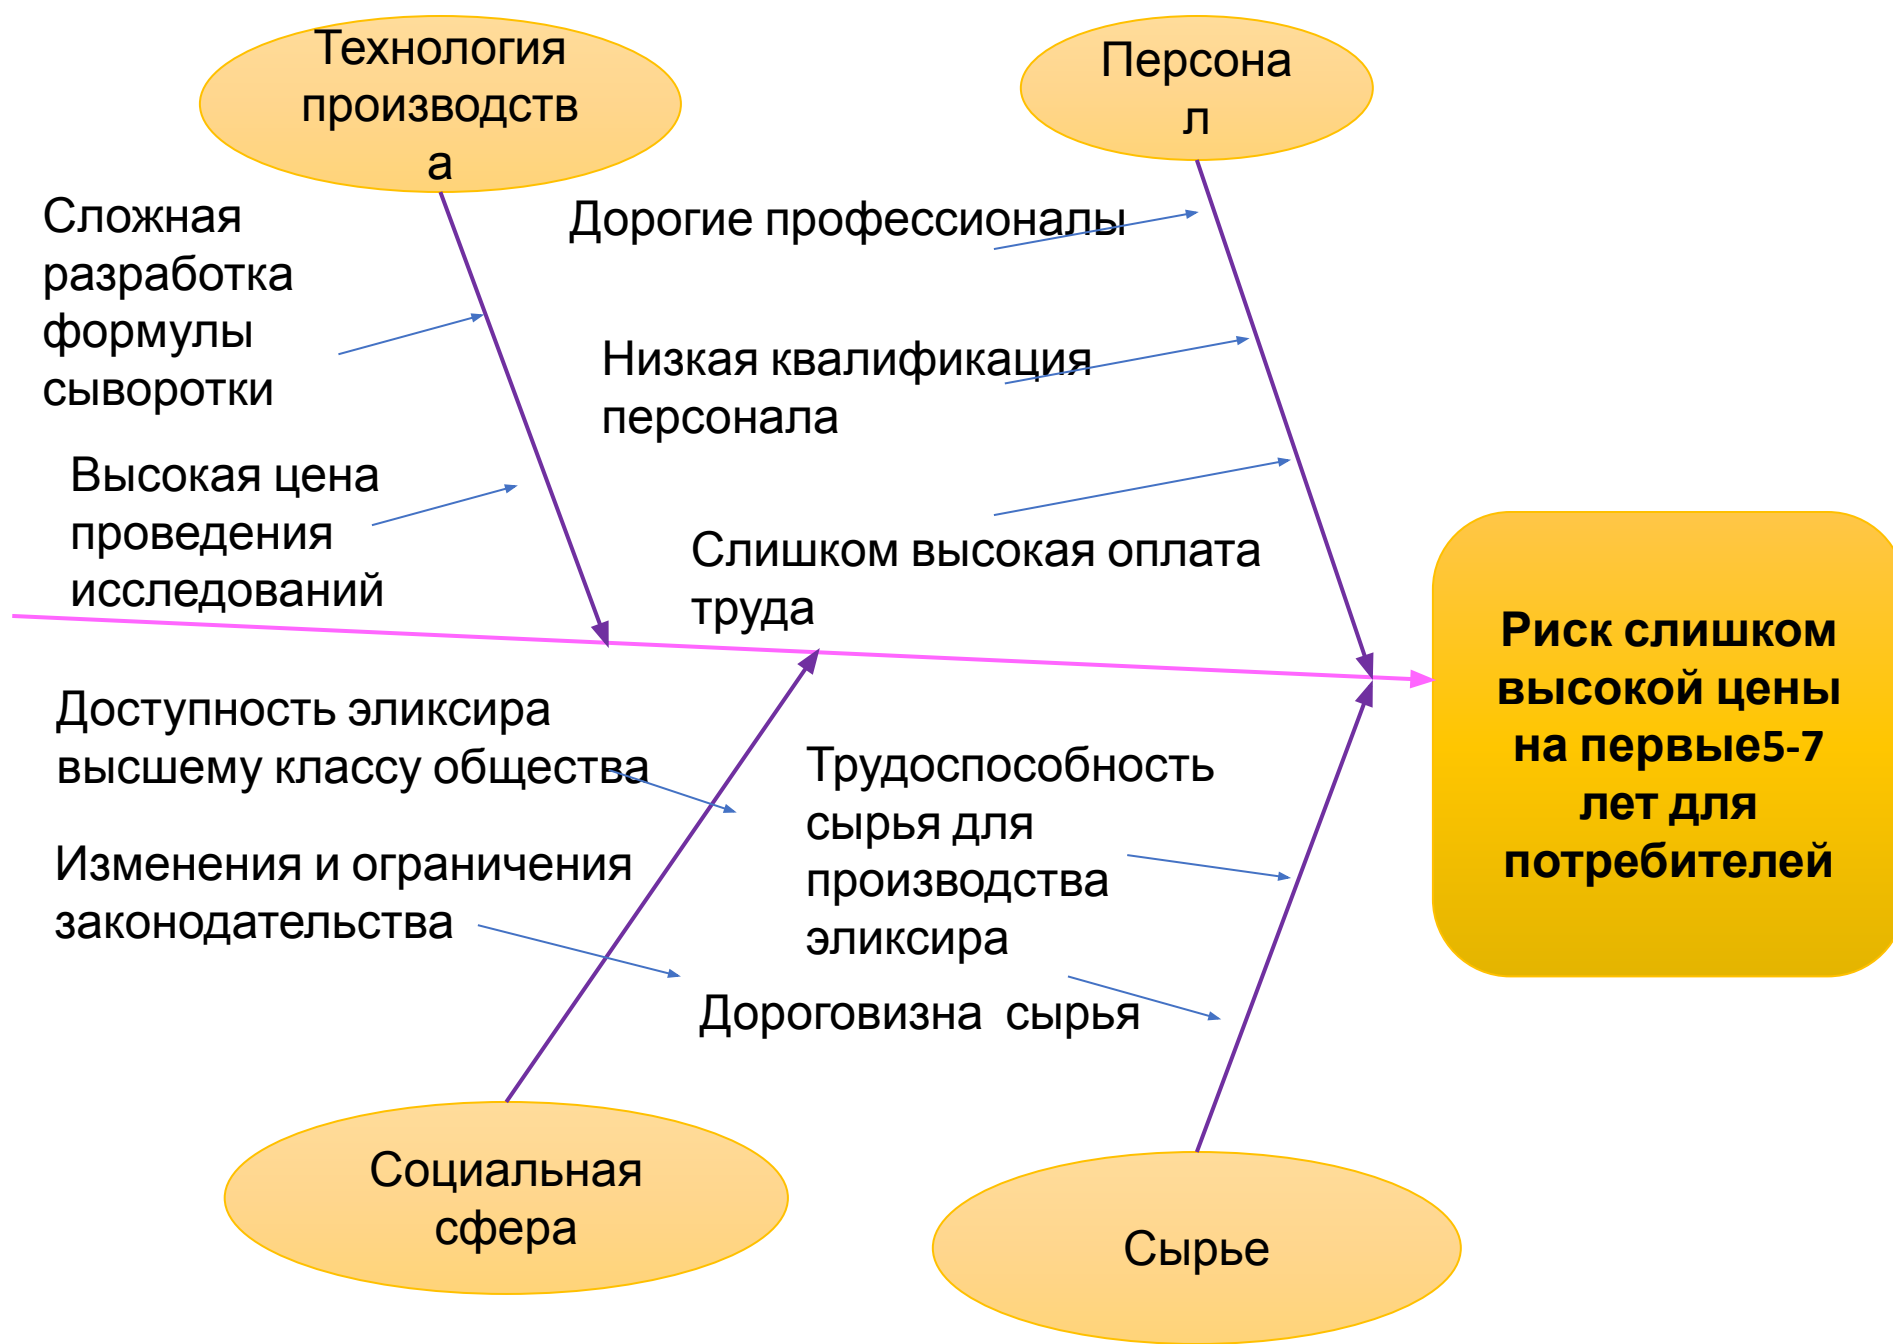 Технология
производств
а
Персона
л
Сложная
разработка
формулы
сыворотки
Дорогие профессионалы
Низкая квалификация
персонала
Высокая цена
проведения
исследований
Слишком высокая оплата
труда
Риск слишком
высокой цены
на первые5-7
лет для
потребителей
Доступность эликсира
высшему классу общества
Трудоспособность
сырья для
производства
эликсира
Изменения и ограничения
законодательства
Дороговизна  сырья
Социальная
сфера
Сырье